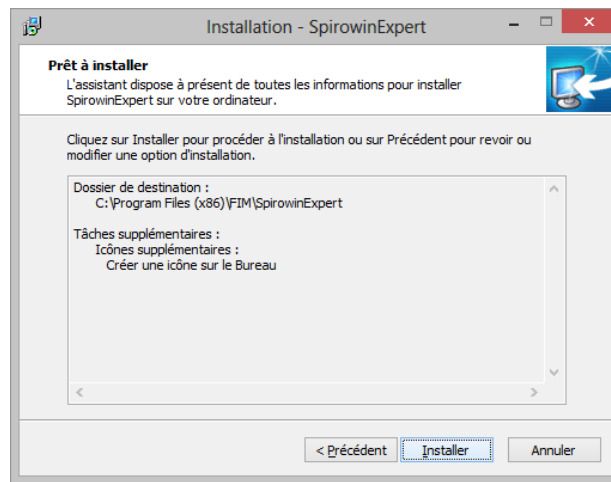 Installation - SpirowinExpert
Prêt à installer
L'assistant dispose à présent de toutes les informations pour installer
SpirowinExpert sur votre ordinateur.
Cliquez sur Installer pour procéder à l'installation ou sur Précédent pour revoir ou
modifier une option d'installation.
Dossier de destination :
C:\Program Files (x86)\FIM\SpirowinExpert
Tâches supplémentaires :
Icônes supplémentaires :
Créer une icône sur le Bureau
< Précédent
Installer
Annuler